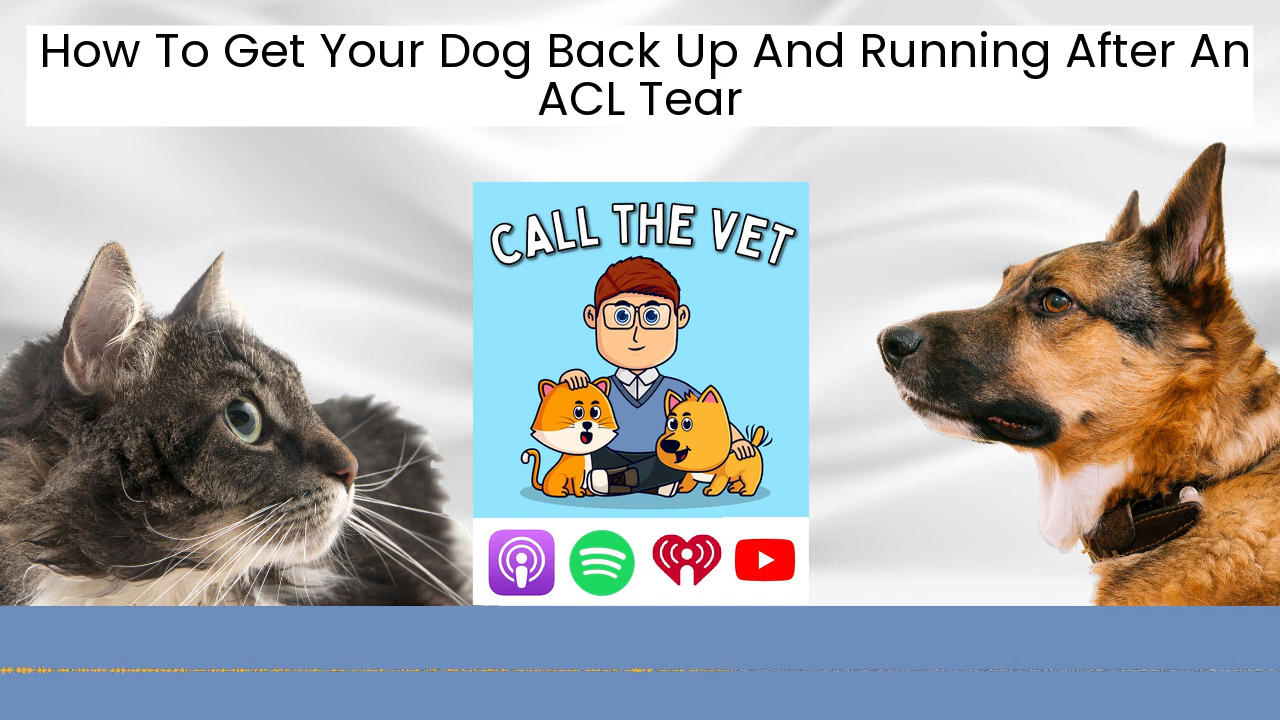 How To Get Your Dog Back Up And Running After An
ACL Tear
CALL THE VET